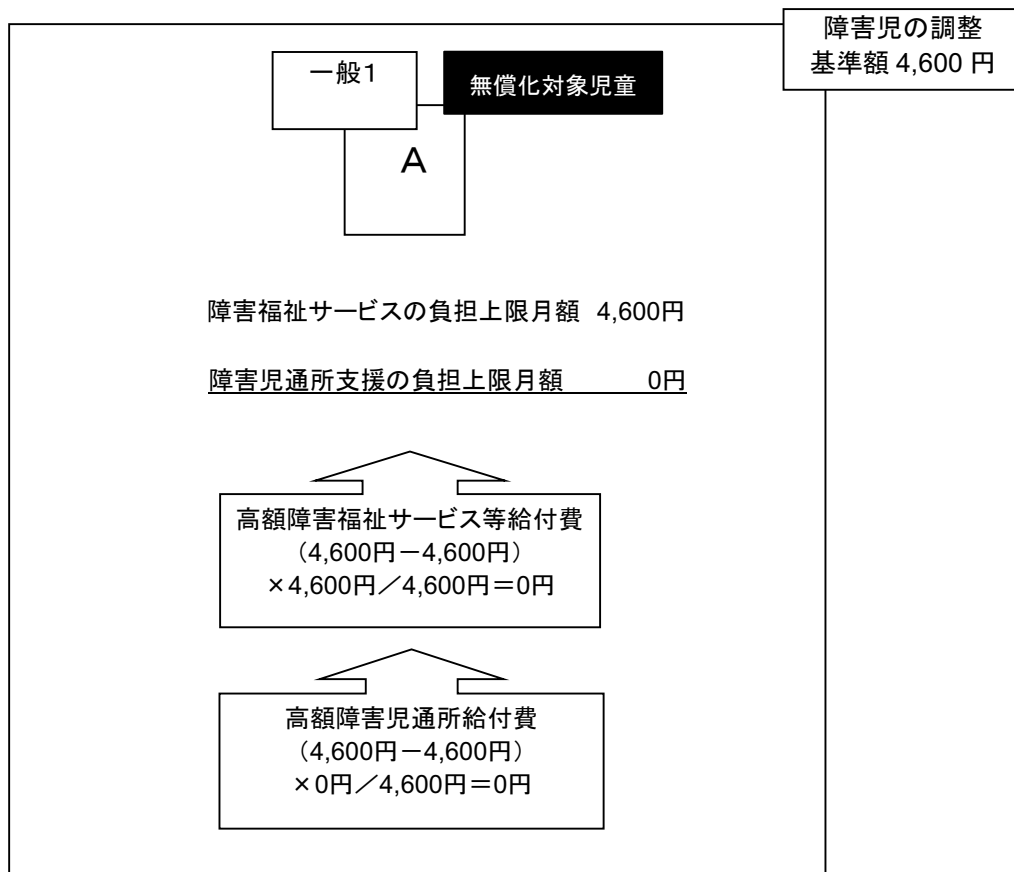 障害児の調整
基準額 4,600 円
一般1
無償化対象児童
A
障害福祉サービスの負担上限月額 4,600円
障害児通所支援の負担上限月額 0円
高額障害福祉サービス等給付費
（4,600円－4,600円）
×4,600円／4,600円＝0円
高額障害児通所給付費
（4,600円－4,600円）
×0円／4,600円＝0円